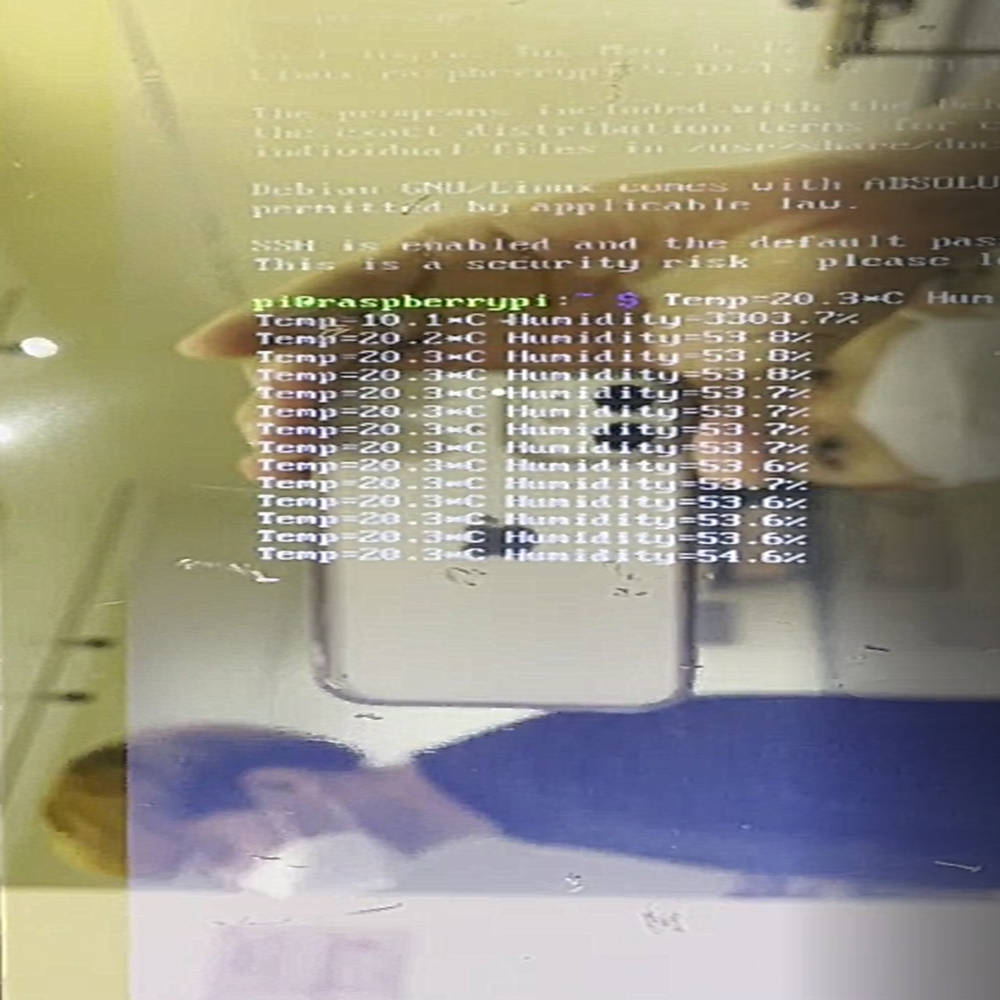 The programs included with the Deb
the exact distribution terms for
individual files in /usr/share/doc
Debian GNU/Linux comes with ABSOLU
permitted by applicable law.
SSH is enabled and the default pas
This is a security risk - please l
pi@raspberrypi:~ $ Temp=20.3*C Hum
Temp=10.1*C Humidity=3303.7%
Temp=20.2*C Humidity=53.8%
Temp=20.3*C Humidity=53.8%
Temp=20.3*C Humidity=53.8%
Temp=20.3*C Humidity=53.7%
Temp=20.3*C Humidity=53.7%
Temp=20.3*C Humidity=53.7%
Temp=20.3*C Humidity=53.7%
Temp=20.3*C Humidity=53.6%
Temp=20.3*C Humidity=53.7%
Temp=20.3*C Humidity=53.6%
Temp=20.3*C Humidity=53.6%
Temp=20.3*C Humidity=53.6%
Temp=20.3*C Humidity=54.6%